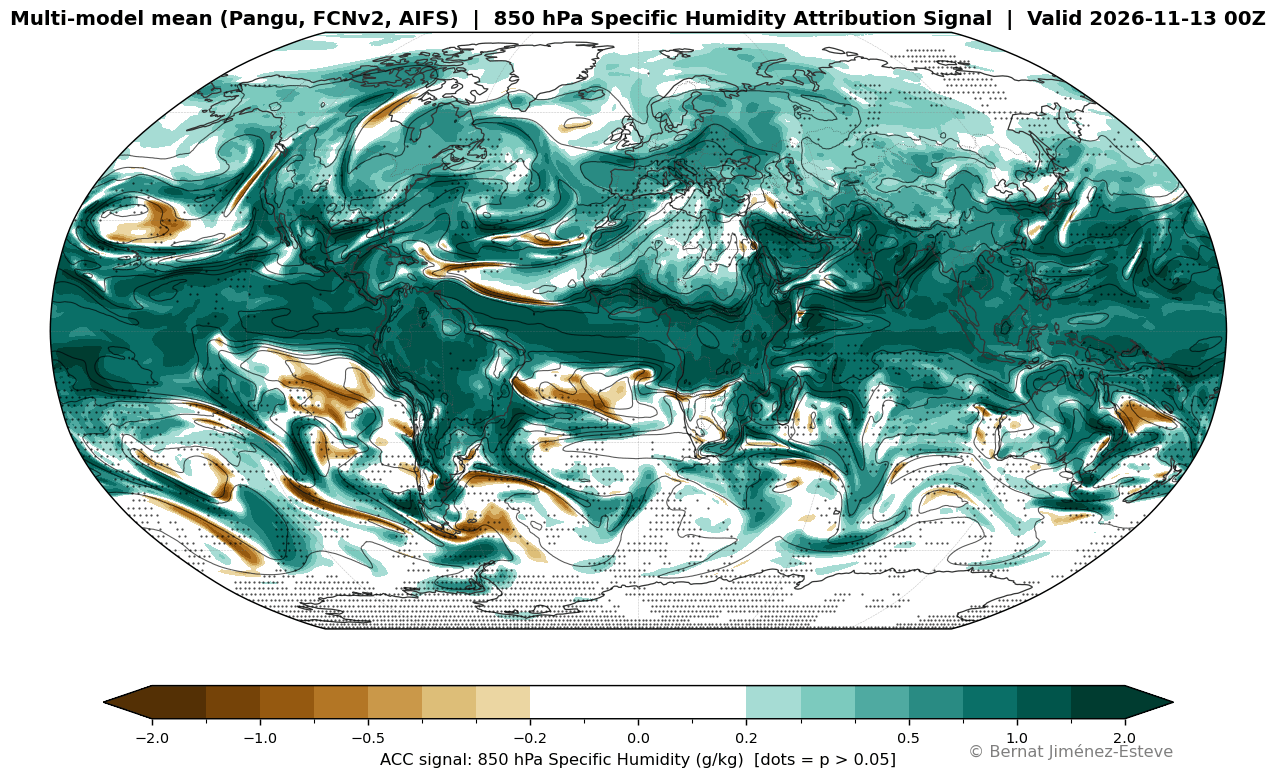 Multi-model mean (Pangu, FCNv2, AIFS)  |  850 hPa Specific Humidity Attribution Signal  |  Valid 2026-11-13 00Z
−2.0 −1.0 −0.5 −0.2 0.0 0.2 0.5 1.0 2.0
ACC signal: 850 hPa Specific Humidity (g/kg)  [dots = p > 0.05]
© Bernat Jiménez-Esteve